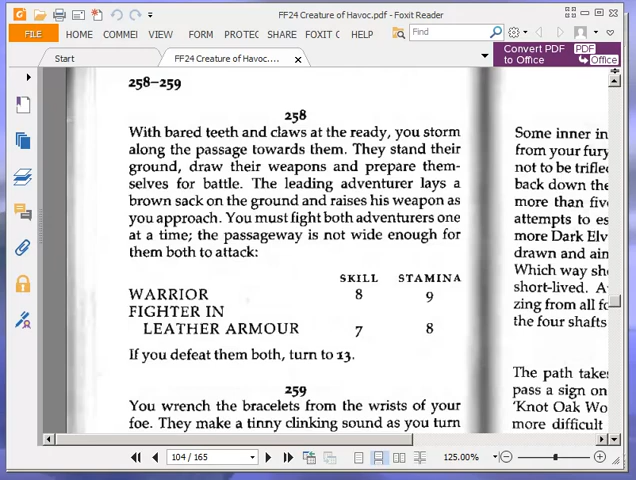 FF24 Creature of Havoc.pdf - Foxit Reader
FILE
HOME
COMMEI
VIEW
FORM
PROTEC
SHARE
FOXIT C
HELP
Find
Start
FF24 Creature of Havoc....
Convert PDF
to Office
PDF
Office
258–259
258
With bared teeth and claws at the ready, you storm
along the passage towards them. They stand their
ground, draw their weapons and prepare them-
selves for battle. The leading adventurer lays a
brown sack on the ground and raises his weapon as
you approach. You must fight both adventurers one
at a time; the passageway is not wide enough for
them both to attack:
SKILL STAMINA
WARRIOR 8 9
FIGHTER IN
LEATHER ARMOUR 7 8
If you defeat them both, turn to 13.
259
You wrench the bracelets from the wrists of your
foe. They make a tinny clinking sound as you turn
Some inner in
from your fury
not to be trifle
back down the
more than five
attempts to es
more Dark Elv
drawn and ain
Which way sh
short-lived. A
zing from all fo
the four shafts
The path take
pass a sign on
'Knot Oak Wo
more difficult
104 / 165
125.00%